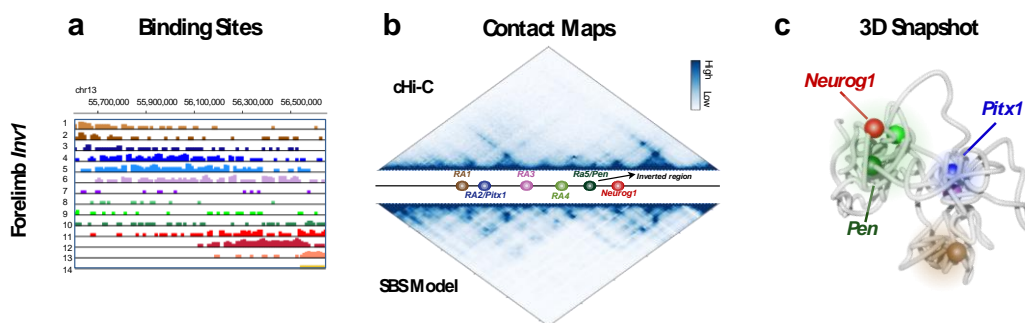 a Binding Sites
Forelimb Inv1
chr13
55,700,000 55,900,000 56,100,000 56,300,000 56,500,000
1
2
3
4
5
6
7
8
9
10
11
12
13
14
b Contact Maps
cHi-C
High
Low
RA1 RA3 Ra5/Pen Inverted region
RA2/Pitx1 RA4 Neurog1
SBS Model
c 3D Snapshot
Neurog1
Pitx1
Pen